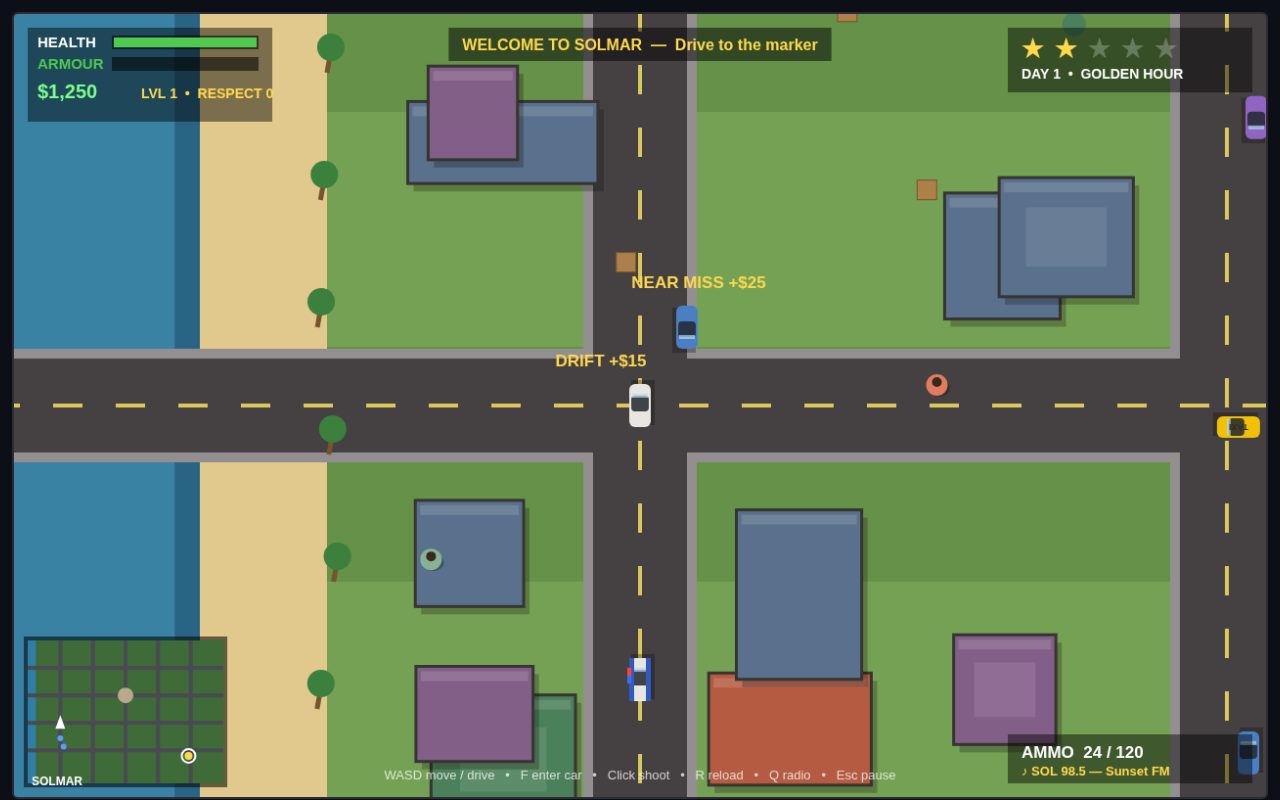 HEALTH
ARMOUR
$1,250 LVL 1 • RESPECT 0
WELCOME TO SOLMAR — Drive to the marker
★ ★ ★ ★ ★
DAY 1 • GOLDEN HOUR
NEAR MISS +$25
DRIFT +$15
SOLMAR
WASD move / drive • F enter car • Click shoot • R reload • Q radio • Esc pause
AMMO 24 / 120
♪ SOL 98.5 — Sunset FM